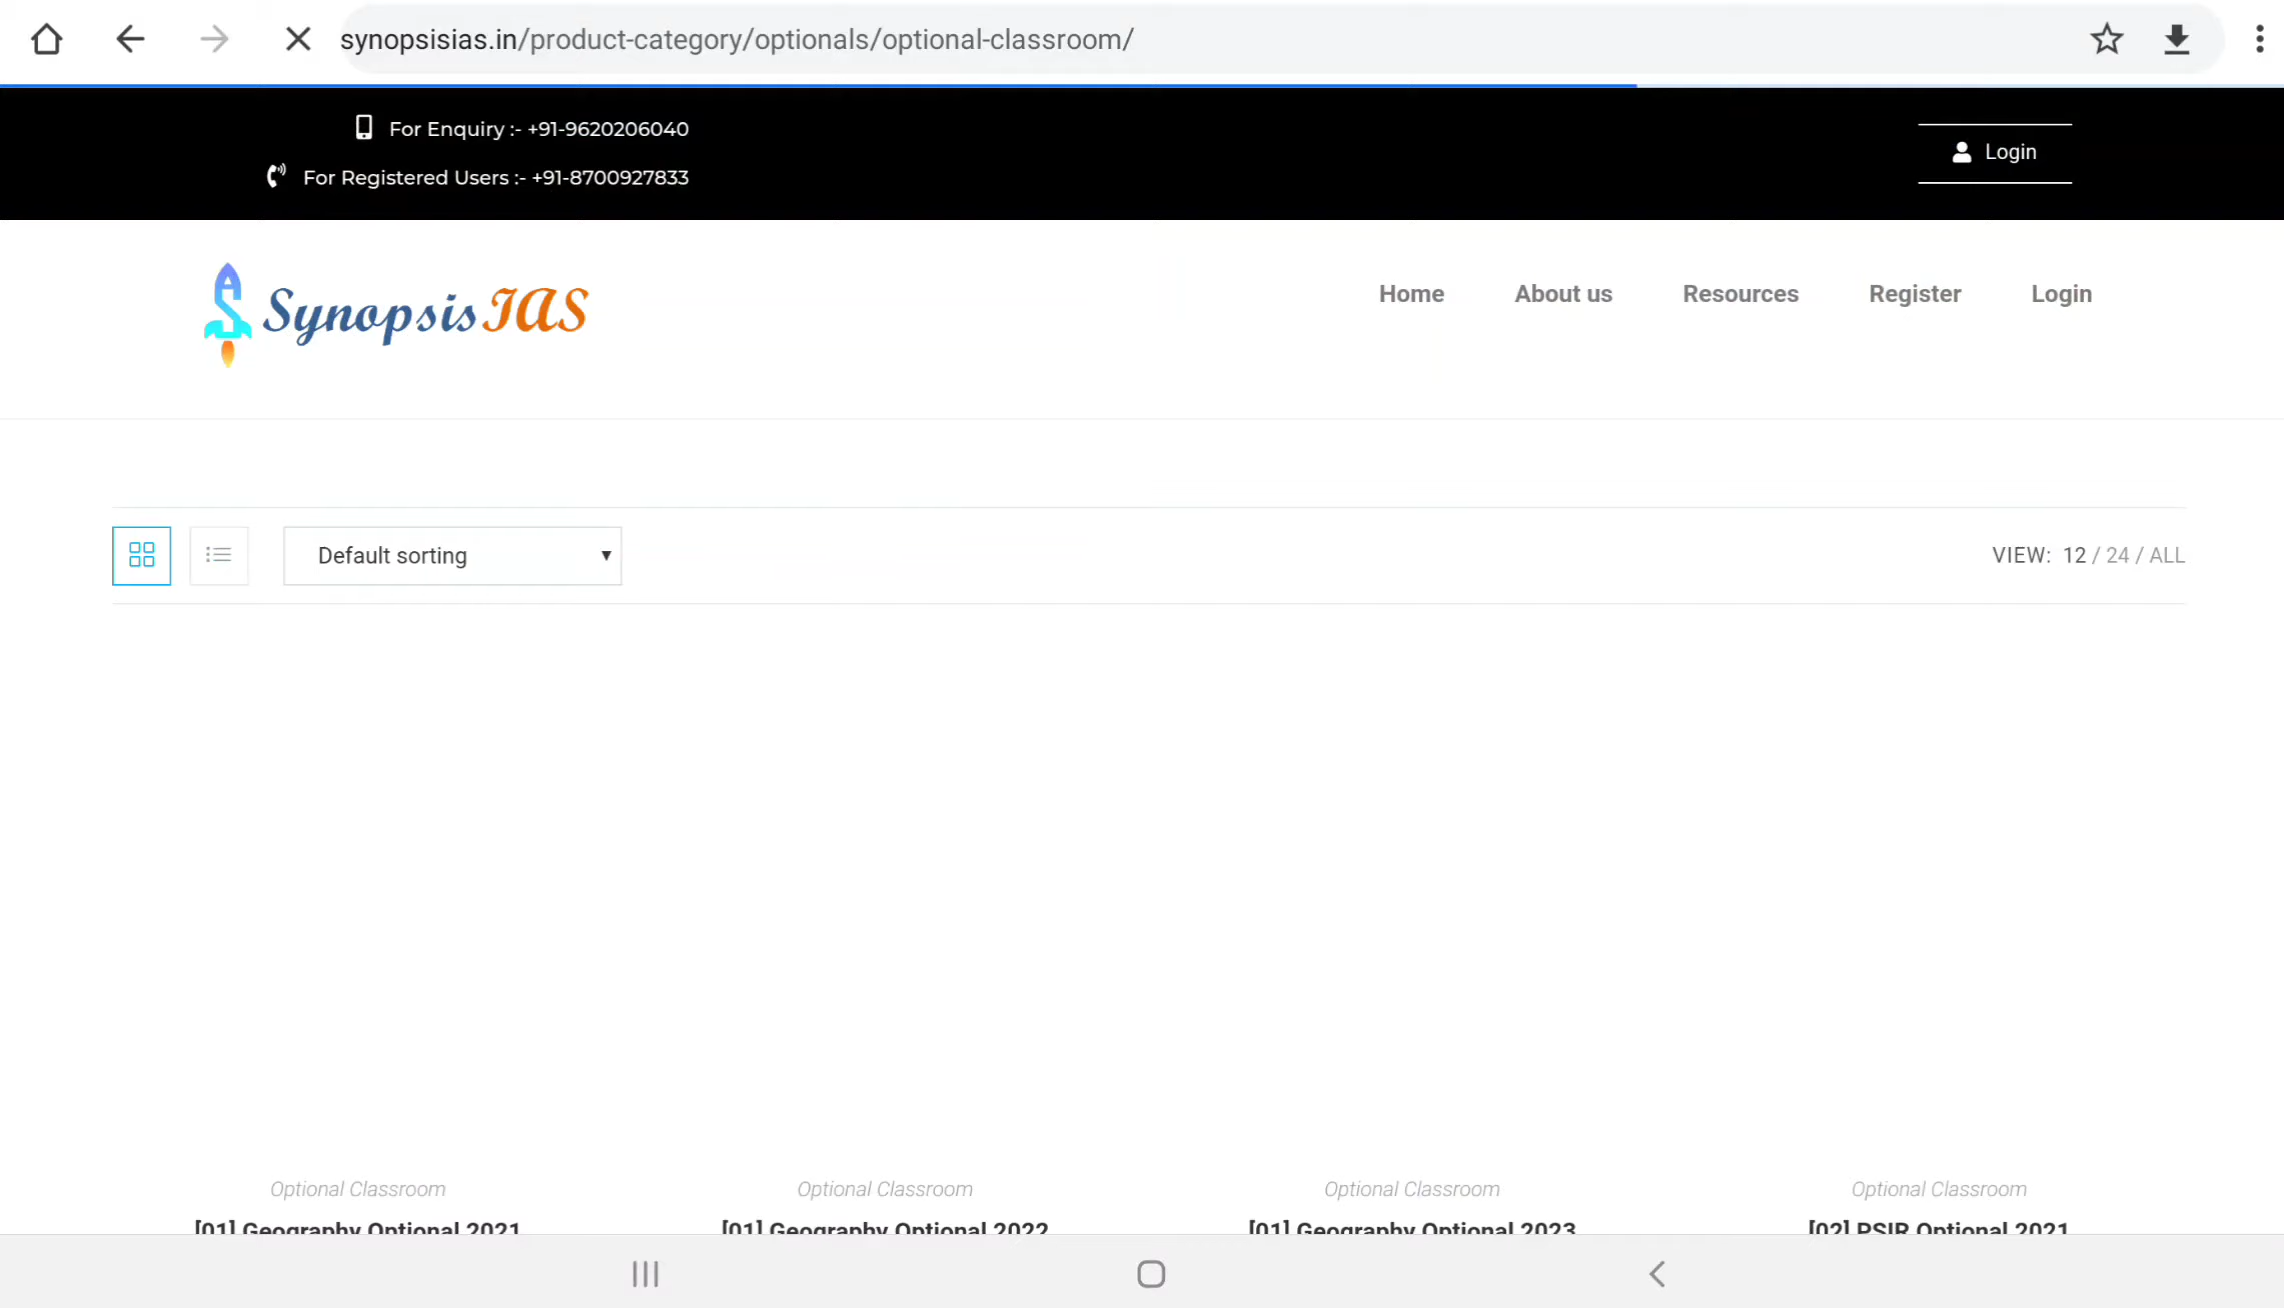 synopsisias.in/product-category/optionals/optional-classroom/
For Enquiry :- +91-9620206040
Login
For Registered Users :- +91-8700927833
Synopsis IAS
Home About us Resources Register Login
Default sorting
VIEW: 12 / 24 / ALL
Optional Classroom Optional Classroom Optional Classroom Optional Classroom
[01] Geography Optional 2021 [01] Geography Optional 2022 [01] Geography Optional 2023 [02] PSIR Optional 2021